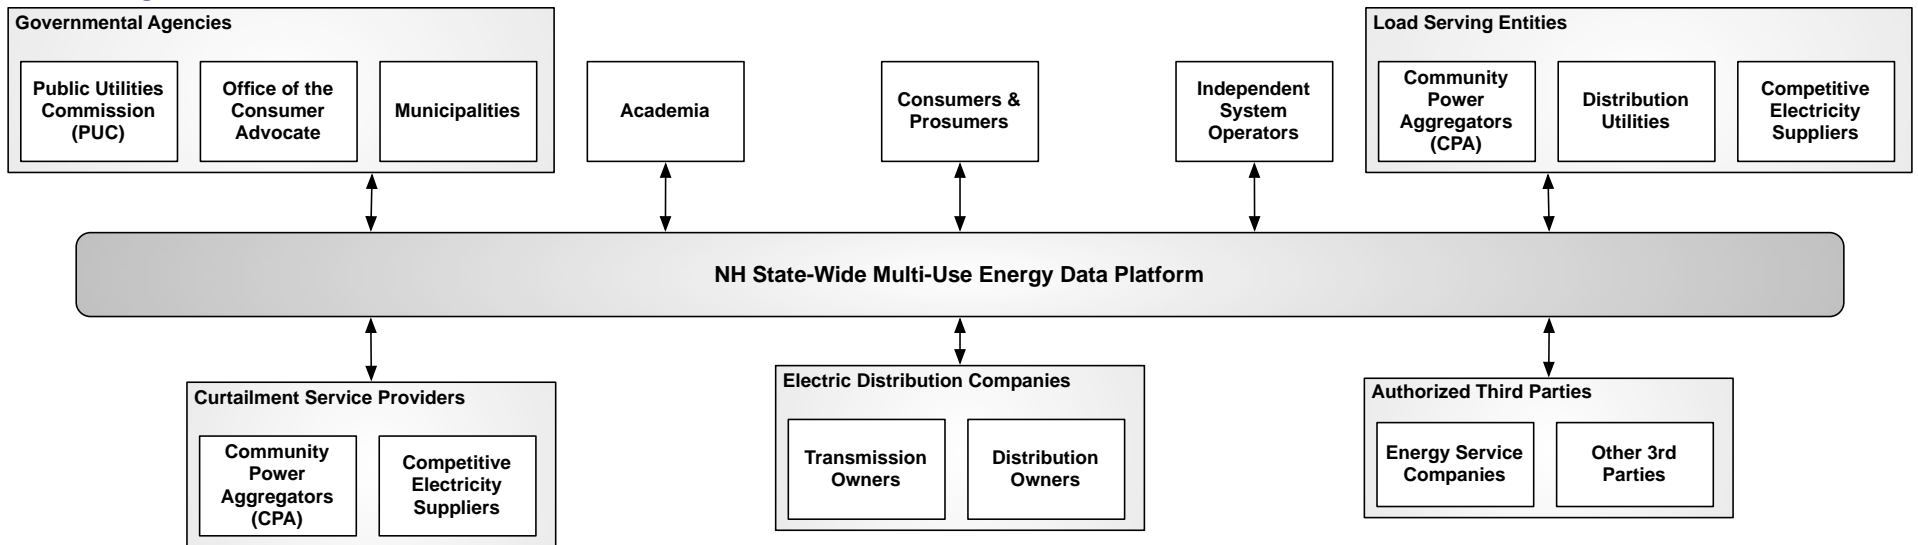 Governmental Agencies
Public Utilities
Commission
(PUC)
Office of the
Consumer
Advocate
Municipalities
Academia
Consumers &
Prosumers
Independent
System
Operators
Load Serving Entities
Community
Power
Aggregators
(CPA)
Distribution
Utilities
Competitive
Electricity
Suppliers
NH State-Wide Multi-Use Energy Data Platform
Curtailment Service Providers
Community
Power
Aggregators
(CPA)
Competitive
Electricity
Suppliers
Electric Distribution Companies
Transmission
Owners
Distribution
Owners
Authorized Third Parties
Energy Service
Companies
Other 3rd
Parties